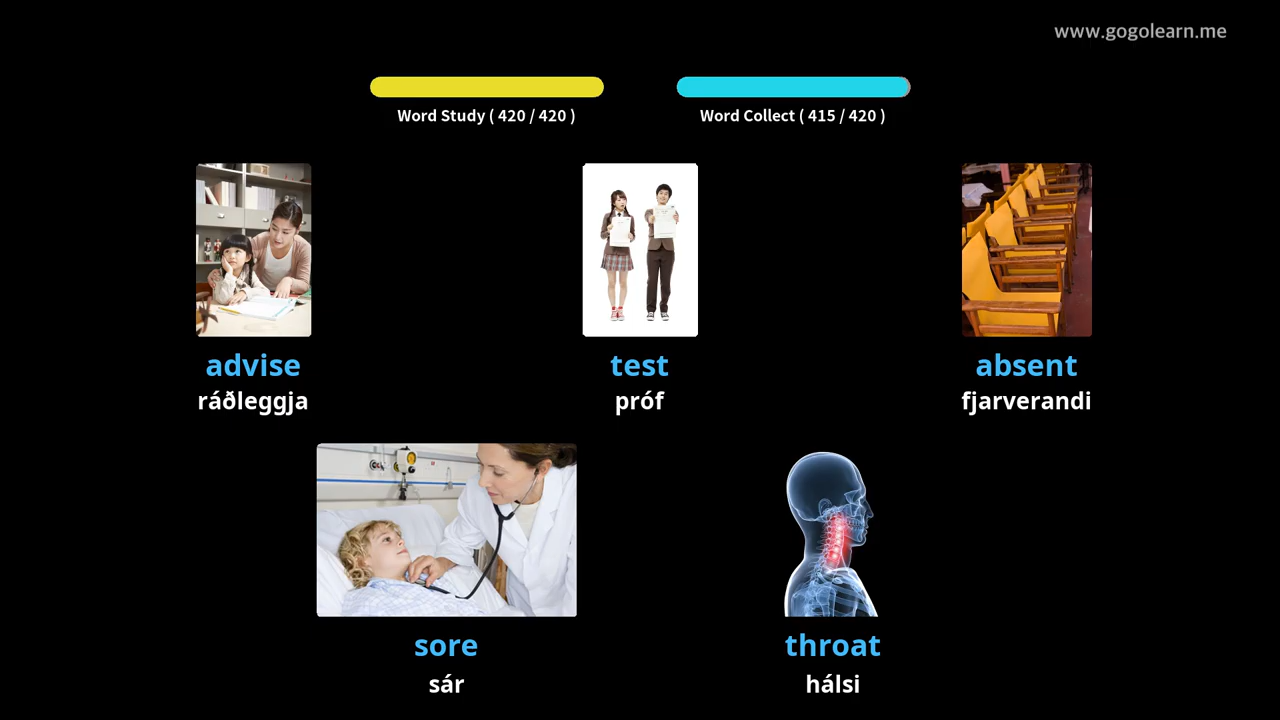 www.gogolearn.me
Word Study ( 420 / 420 )
Word Collect ( 415 / 420 )
advise
ráðleggja
test
próf
absent
fjarverandi
sore
sár
throat
hálsi